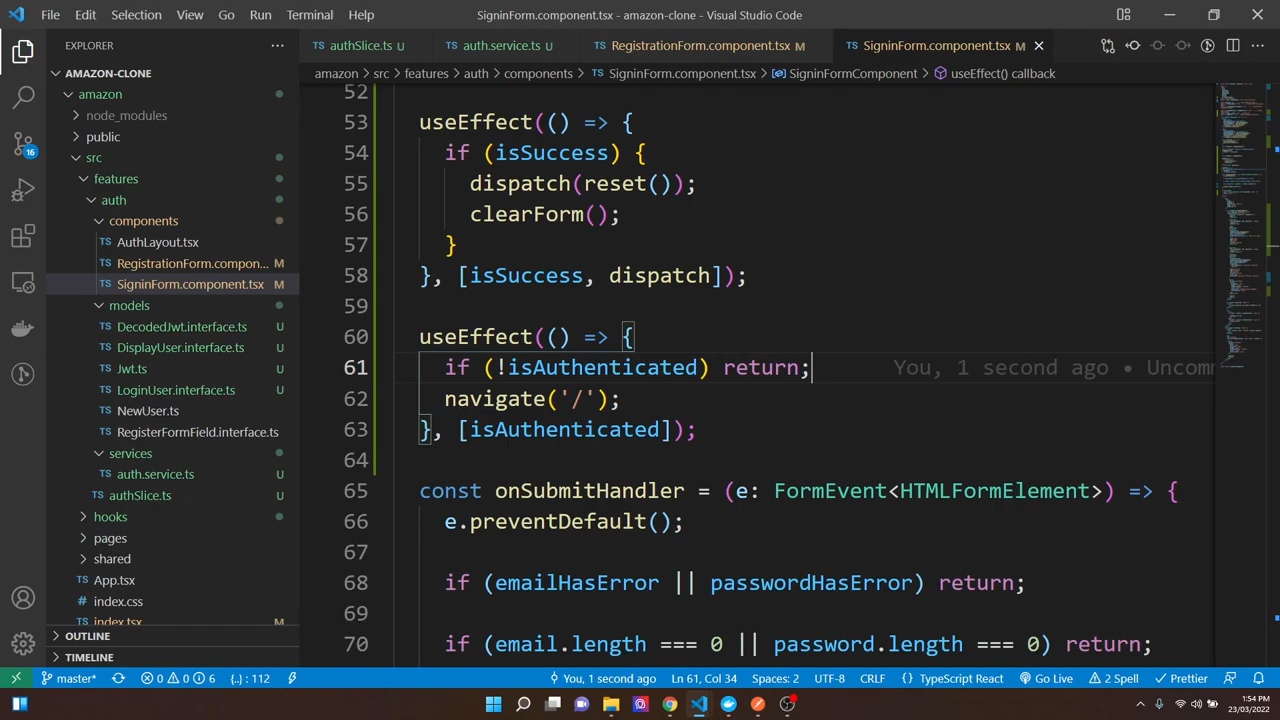 File Edit Selection View Go Run Terminal Help SigninForm.component.tsx - amazon-clone - Visual Studio Code
EXPLORER
AMAZON-CLONE
amazon
node_modules
public
src
features
auth
components
AuthLayout.tsx
RegistrationForm.compon... M
SigninForm.component.tsx M
models
DecodedJwt.interface.ts U
DisplayUser.interface.ts U
Jwt.ts U
LoginUser.interface.ts U
NewUser.ts U
RegisterFormField.interface.ts U
services
auth.service.ts U
authSlice.ts U
hooks
pages
shared
App.tsx
index.css
index.tsx M
OUTLINE
TIMELINE
16
authSlice.ts U auth.service.ts U RegistrationForm.component.tsx M SigninForm.component.tsx M
amazon > src > features > auth > components > SigninForm.component.tsx > SigninFormComponent > useEffect() callback
52
53 useEffect(() => {
54 if (isSuccess) {
55 dispatch(reset());
56 clearForm();
57 }
58 }, [isSuccess, dispatch]);
59
60 useEffect(() => {
61 if (!isAuthenticated) return; You, 1 second ago • Uncomm
62 navigate('/');
63 }, [isAuthenticated]);
64
65 const onSubmitHandler = (e: FormEvent<HTMLFormElement>) => {
66 e.preventDefault();
67
68 if (emailHasError || passwordHasError) return;
69
70 if (email.length === 0 || password.length === 0) return;
master* 0 0 6 {..} : 112 You, 1 second ago Ln 61, Col 34 Spaces: 2 UTF-8 CRLF TypeScript React Go Live 2 Spell Prettier
1:54 PM
23/03/2022